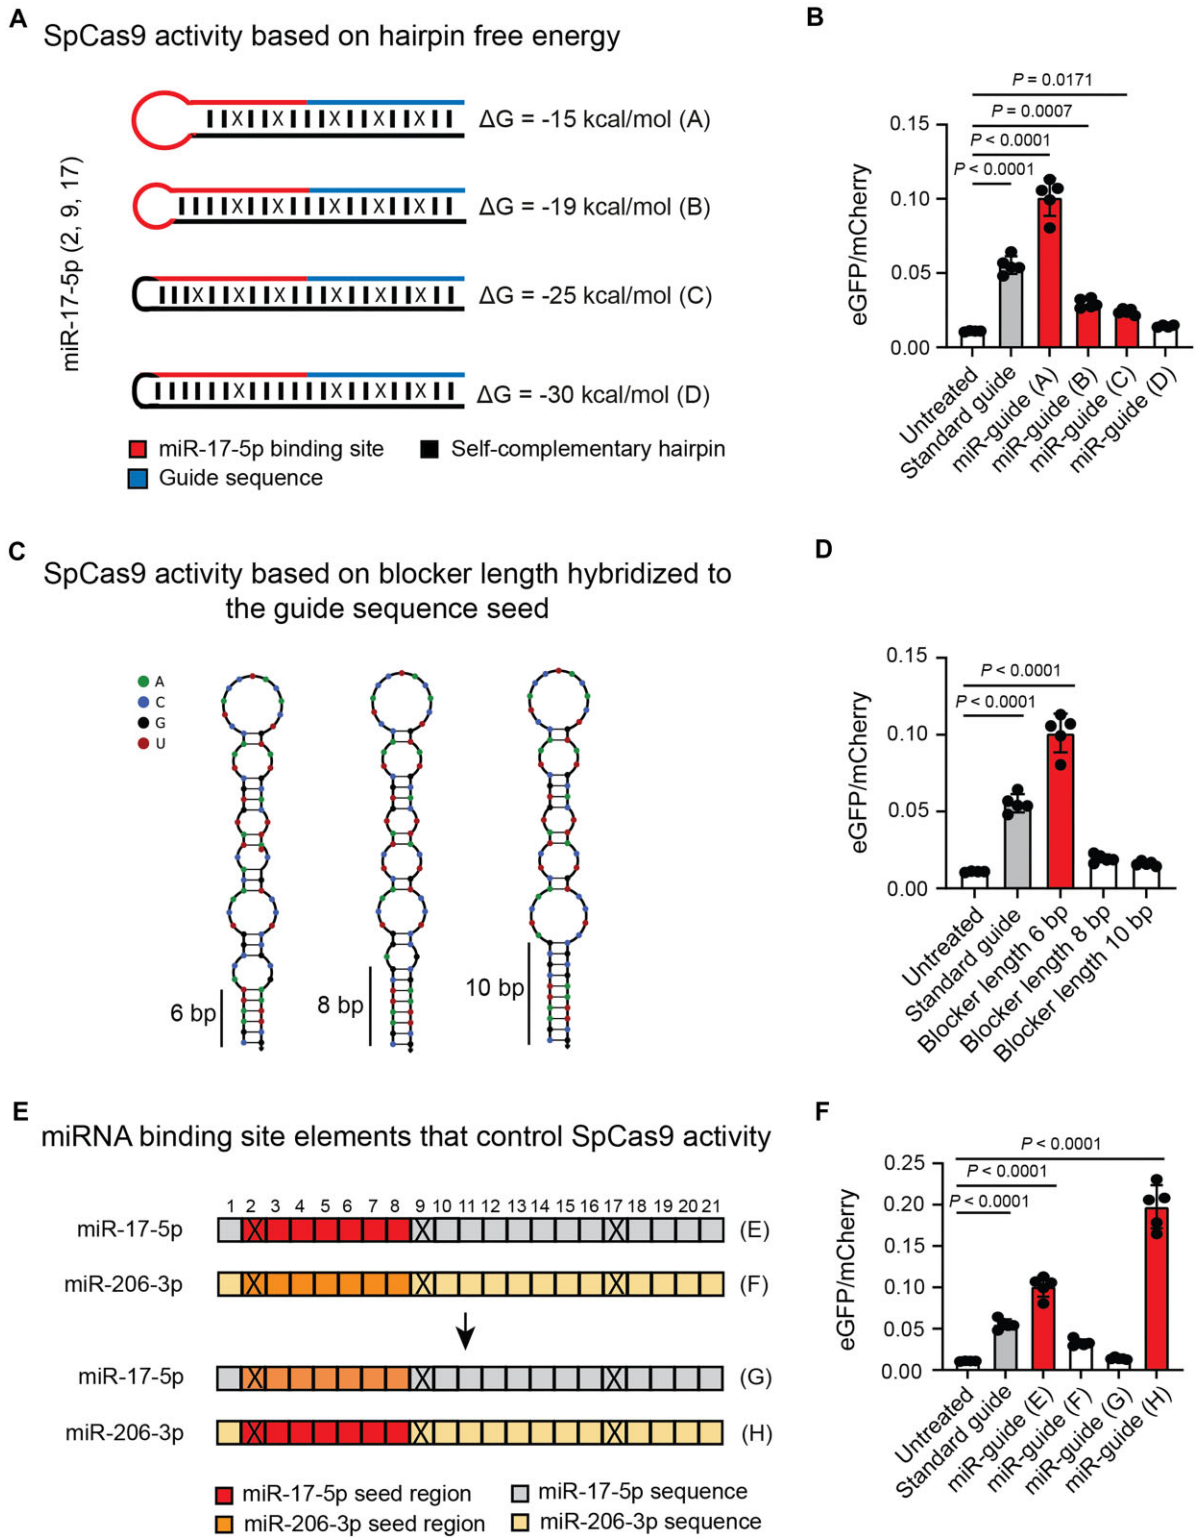 A
SpCas9 activity based on hairpin free energy
miR-17-5p (2, 9, 17)
X X X X X
ΔG = -15 kcal/mol (A)
X X X X X
ΔG = -19 kcal/mol (B)
X X X X X X
ΔG = -25 kcal/mol (C)
X X X X
ΔG = -30 kcal/mol (D)
miR-17-5p binding site
Self-complementary hairpin
Guide sequence
B
P = 0.0171
P = 0.0007
P < 0.0001
P < 0.0001
eGFP/mCherry
0.15
0.10
0.05
0.00
Untreated
Standard guide
miR-guide (A)
miR-guide (B)
miR-guide (C)
miR-guide (D)
C
SpCas9 activity based on blocker length hybridized to
the guide sequence seed
A
C
G
U
6 bp
8 bp
10 bp
D
P < 0.0001
P < 0.0001
eGFP/mCherry
0.15
0.10
0.05
0.00
Untreated
Standard guide
Blocker length 6 bp
Blocker length 8 bp
Blocker length 10 bp
E
miRNA binding site elements that control SpCas9 activity
1 2 3 4 5 6 7 8 9 10 11 12 13 14 15 16 17 18 19 20 21
miR-17-5p X X X (E)
miR-206-3p X X X (F)
miR-17-5p X X X (G)
miR-206-3p X X X (H)
miR-17-5p seed region
miR-17-5p sequence
miR-206-3p seed region
miR-206-3p sequence
F
P < 0.0001
P < 0.0001
P < 0.0001
eGFP/mCherry
0.25
0.20
0.15
0.10
0.05
0.00
Untreated
Standard guide
miR-guide (E)
miR-guide (F)
miR-guide (G)
miR-guide (H)